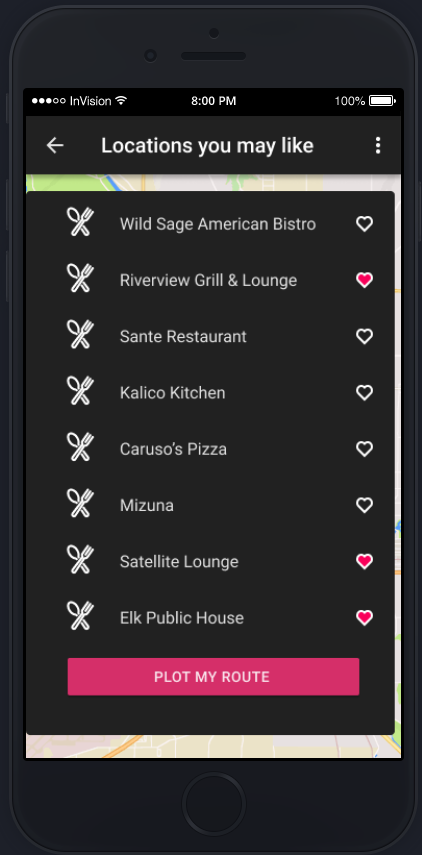 InVision 8:00 PM 100%
Locations you may like
Wild Sage American Bistro
Riverview Grill & Lounge
Sante Restaurant
Kalico Kitchen
Caruso’s Pizza
Mizuna
Satellite Lounge
Elk Public House
PLOT MY ROUTE